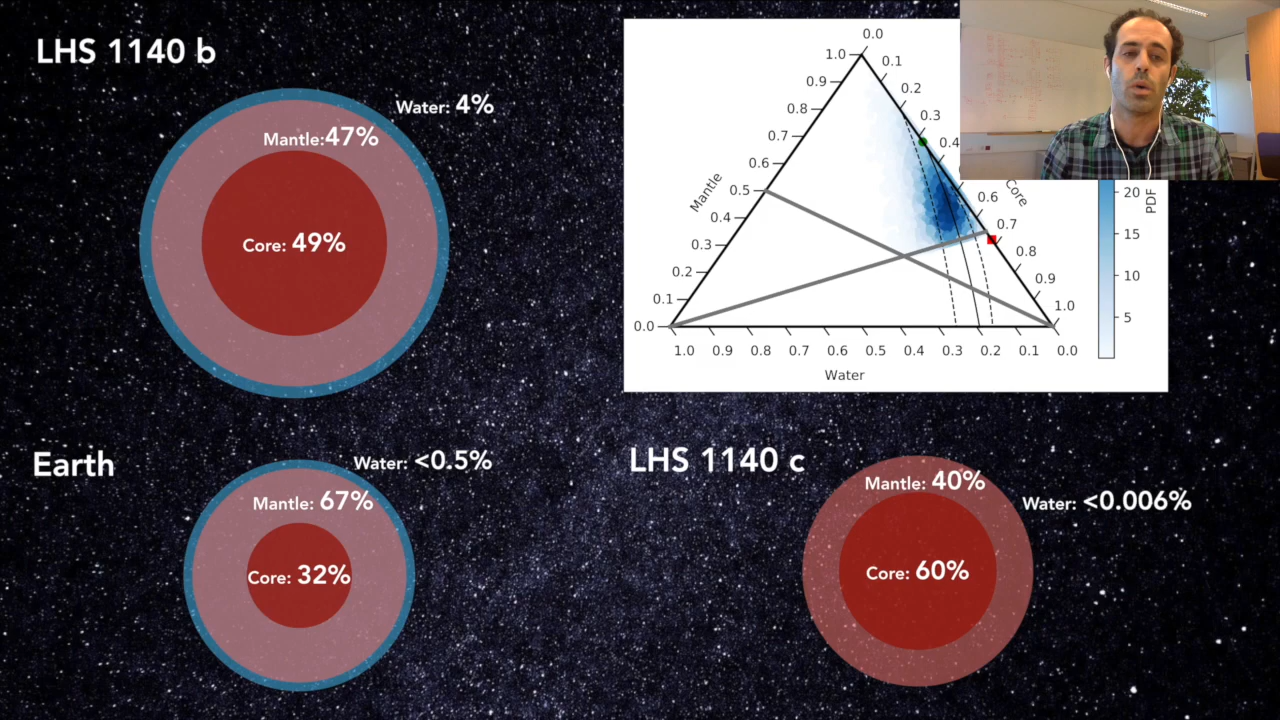 LHS 1140 b
Water: 4%
Mantle:47%
Core: 49%
0.0
1.0
0.1
0.9
0.2
0.8
0.3
0.7
0.4
0.6
0.5
0.4
0.3
0.2
0.1
0.0
Mantle
Core
0.6
0.7
0.8
0.9
1.0
1.0 0.9 0.8 0.7 0.6 0.5 0.4 0.3 0.2 0.1 0.0
Water
20
15
10
5
PDF
Earth
Water: <0.5%
Mantle: 67%
Core: 32%
LHS 1140 c
Mantle: 40%
Water: <0.006%
Core: 60%